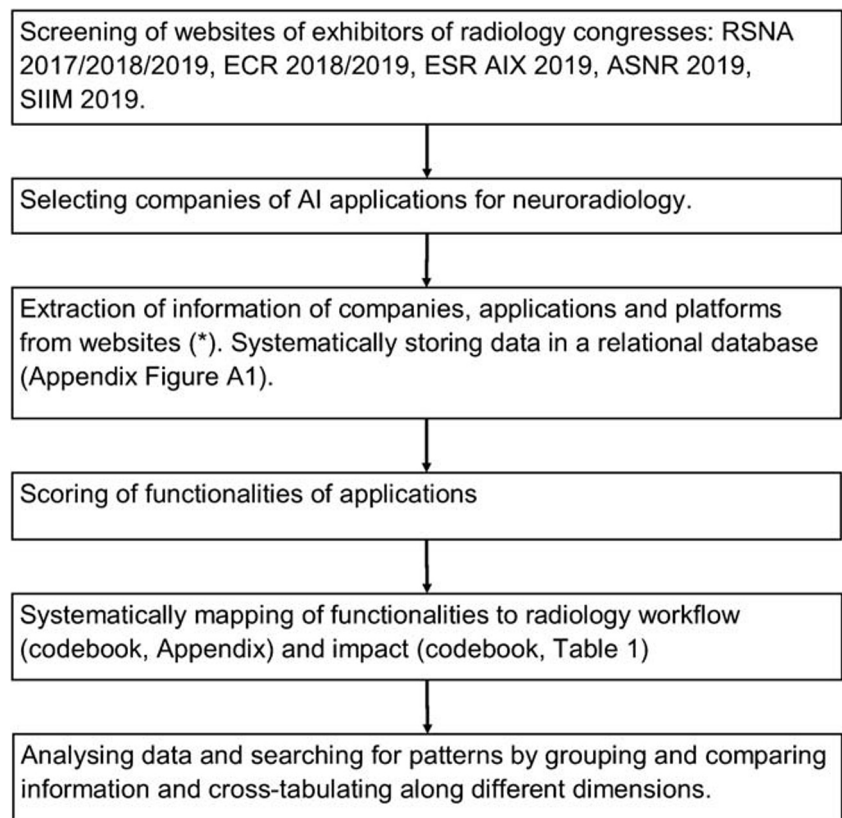 Screening of websites of exhibitors of radiology congresses: RSNA
2017/2018/2019, ECR 2018/2019, ESR AIX 2019, ASNR 2019,
SIIM 2019.
Selecting companies of AI applications for neuroradiology.
Extraction of information of companies, applications and platforms
from websites (*). Systematically storing data in a relational database
(Appendix Figure A1).
Scoring of functionalities of applications
Systematically mapping of functionalities to radiology workflow
(codebook, Appendix) and impact (codebook, Table 1)
Analysing data and searching for patterns by grouping and comparing
information and cross-tabulating along different dimensions.